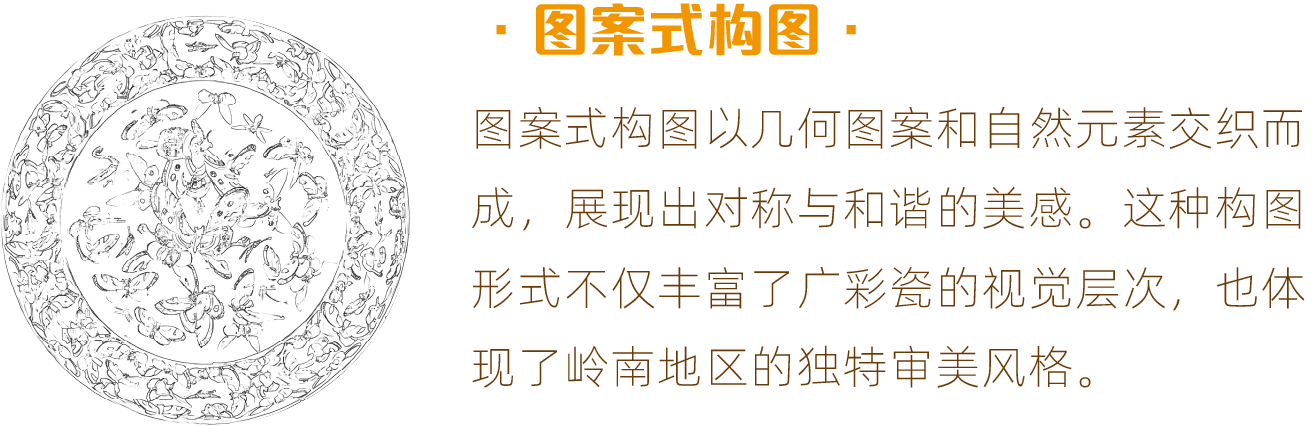 ·图案式构图·
图案式构图以几何图案和自然元素交织而
成，展现出对称与和谐的美感。这种构图
形式不仅丰富了广彩瓷的视觉层次，也体
现了岭南地区的独特审美风格。